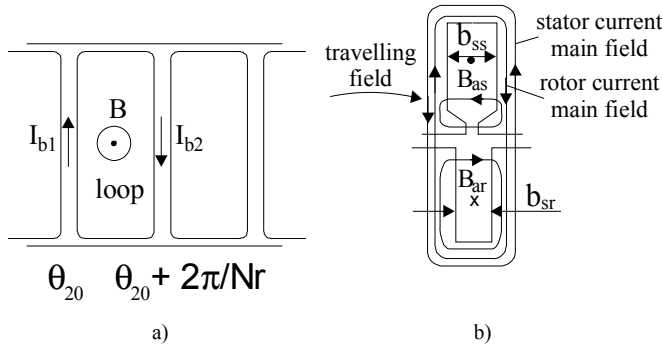 B
I_b1
I_b2
loop
θ_20
θ_20 + 2π/Nr
a)
travelling
field
b_ss
B_as
B_ar
x
b_sr
stator current
main field
rotor current
main field
b)